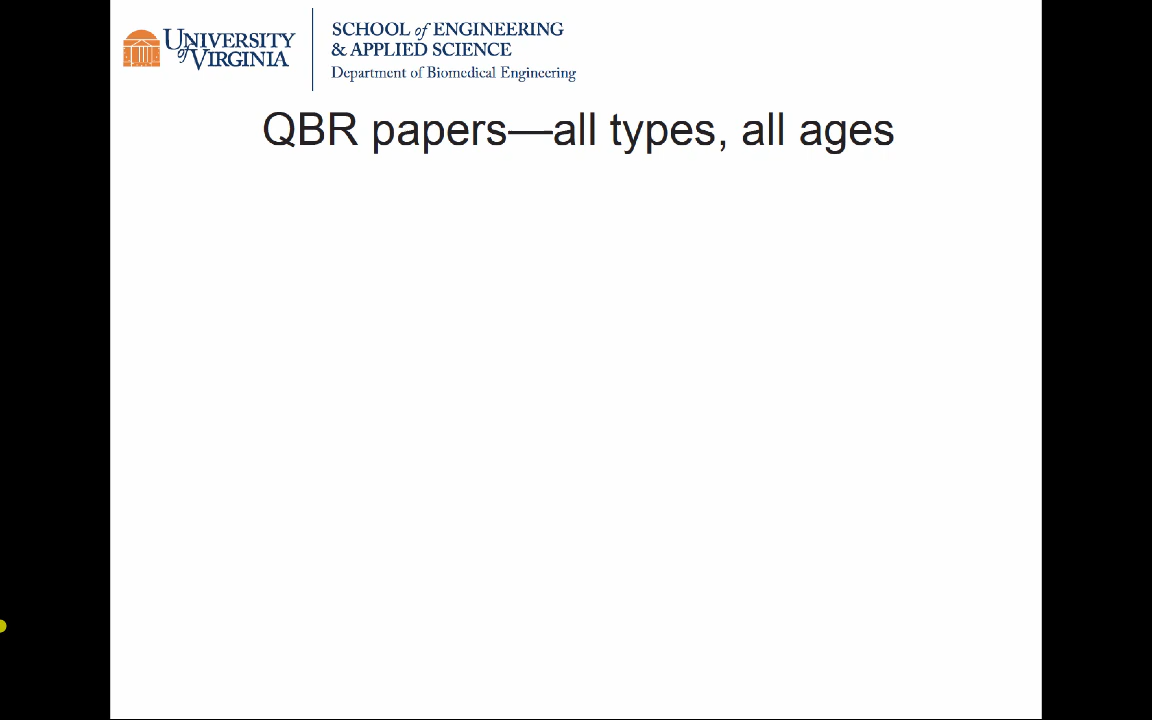 UNIVERSITY
of VIRGINIA
SCHOOL of ENGINEERING
& APPLIED SCIENCE
Department of Biomedical Engineering
QBR papers—all types, all ages